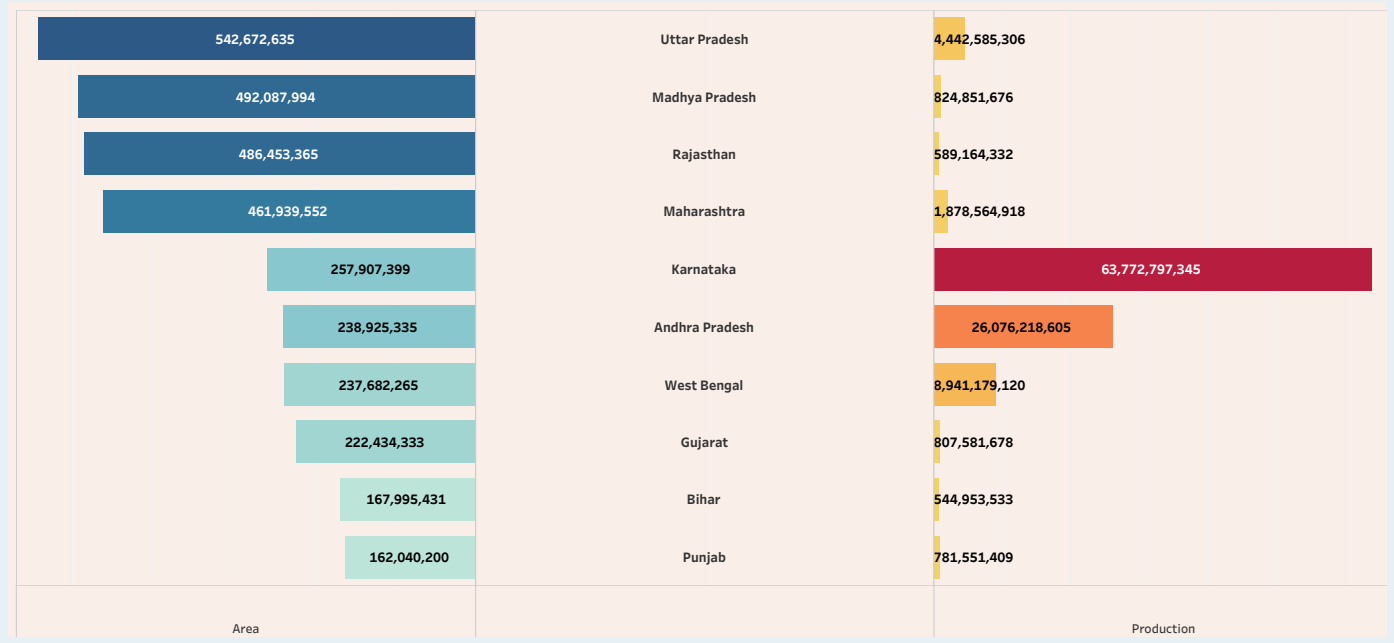 542,672,635 Uttar Pradesh 4,442,585,306
492,087,994 Madhya Pradesh 824,851,676
486,453,365 Rajasthan 589,164,332
461,939,552 Maharashtra 1,878,564,918
257,907,399 Karnataka 63,772,797,345
238,925,335 Andhra Pradesh 26,076,218,605
237,682,265 West Bengal 8,941,179,120
222,434,333 Gujarat 807,581,678
167,995,431 Bihar 544,953,533
162,040,200 Punjab 781,551,409
Area Production